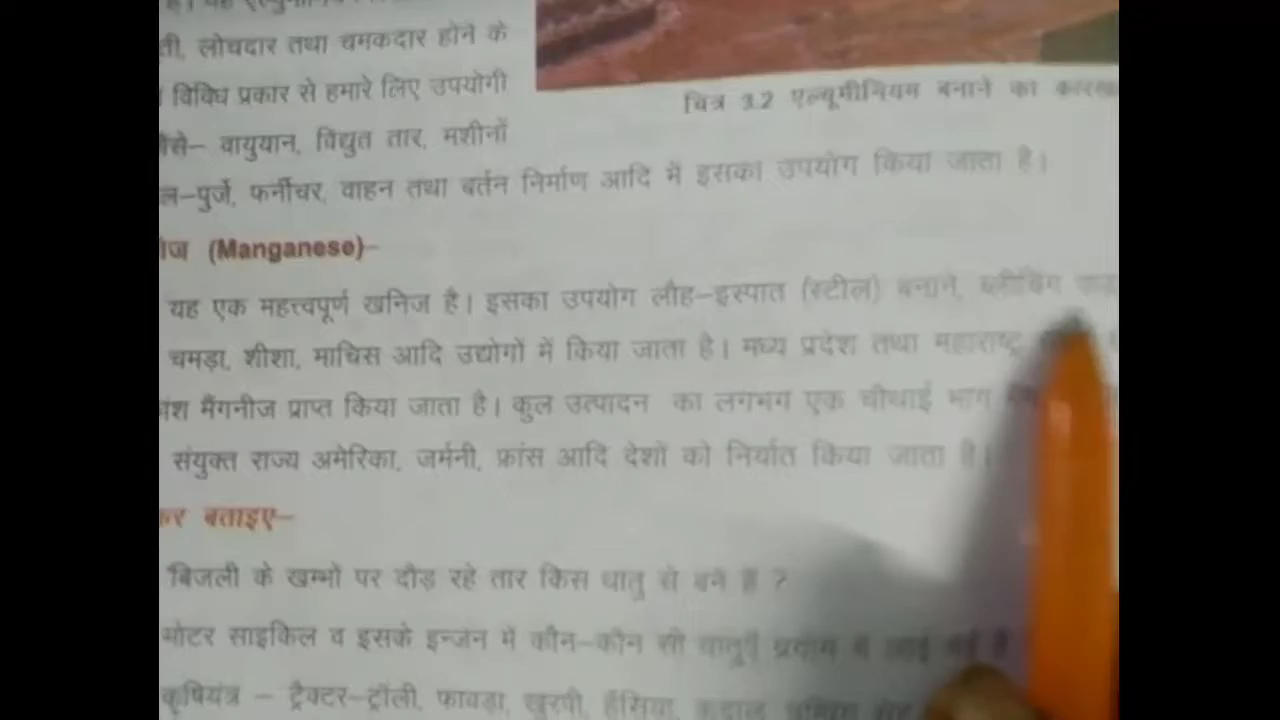 लोचदार तथा चमकदार होने के
विविध प्रकार से हमारे लिए उपयोगी
वायुयान, विद्युत तार, मशीनों
चित्र 3.2 एल्यूमीनियम बनाने का
ल–पुर्जे, फर्नीचर, वाहन तथा बर्तन निर्माण आदि में इसका उपयोग किया जाता है।
(Manganese)–
यह एक महत्त्वपूर्ण खनिज है। इसका उपयोग लौह–इस्पात (स्टील) बनाने, ब्लीचिंग
चमड़ा, शीशा, माचिस आदि उद्योगों में किया जाता है। मध्य प्रदेश तथा महाराष्ट्र
मैंगनीज प्राप्त किया जाता है। कुल उत्पादन का लगभग एक चौथाई भाग
संयुक्त राज्य अमेरिका, जर्मनी, फ्रांस आदि देशों को निर्यात किया जाता है।
बताइए–
बिजली के खम्भों पर दौड़ रहे तार किस धातु से बने हैं ?
मोटर साइकिल व इसके इन्जन में कौन–कौन सी
कृषियंत्र – ट्रैक्टर–ट्रॉली, फावड़ा, खुरपी, हँसिया,